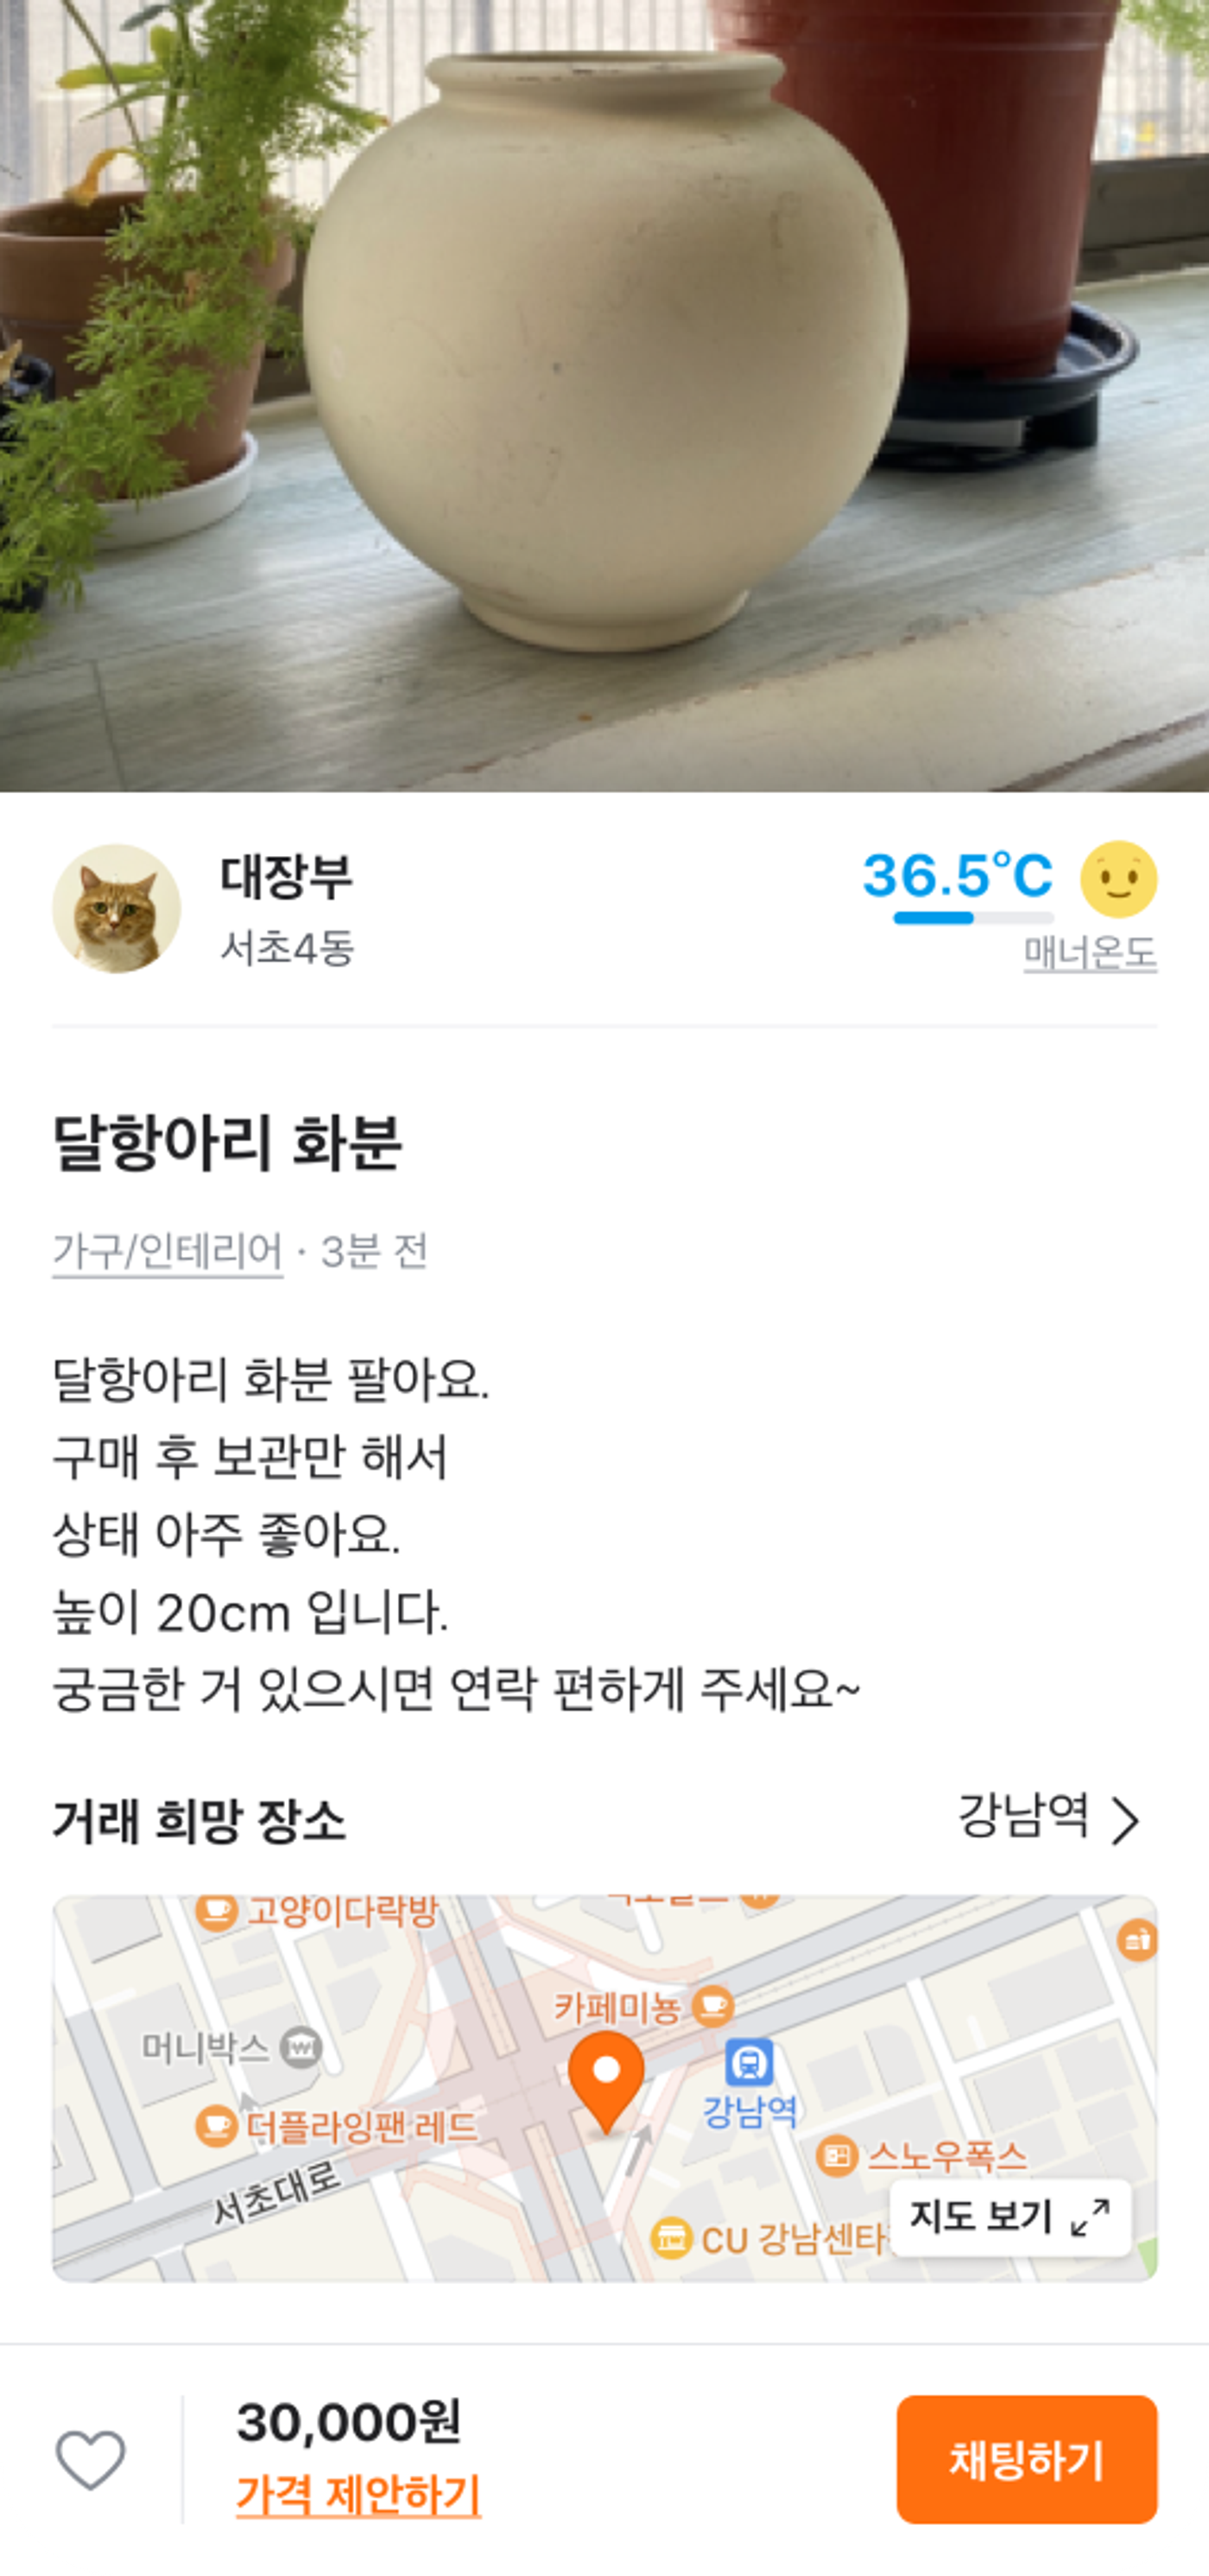 대장부
36.5°C
서초4동
매너온도
달항아리 화분
가구/인테리어 · 3분 전
달항아리 화분 팔아요.
구매 후 보관만 해서
상태 아주 좋아요.
높이 20cm 입니다.
궁금한 거 있으시면 연락 편하게 주세요~
거래 희망 장소
강남역
고양이다락방
카페미뇽
머니박스
강남역
더플라잉팬 레드
스노우폭스
서초대로
지도 보기
CU 강남센타
30,000원
가격 제안하기
채팅하기